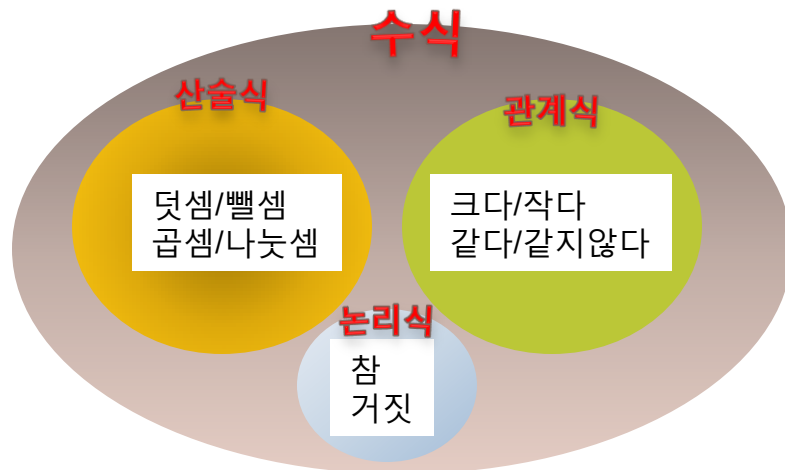 수식
산술식
관계식
덧셈/뺄셈
곱셈/나눗셈
크다/작다
같다/같지않다
논리식
참
거짓